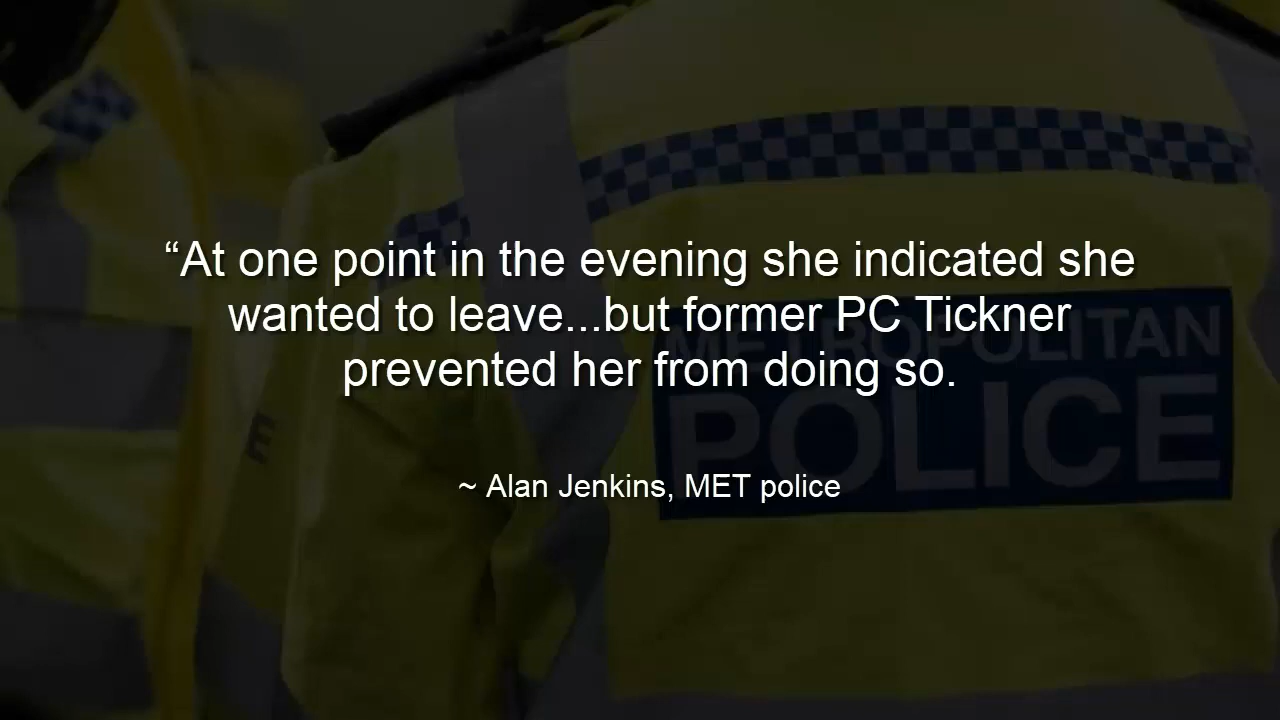 “At one point in the evening she indicated she
wanted to leave...but former PC Tickner
prevented her from doing so.
~ Alan Jenkins, MET police
METROPOLITAN
POLICE
E